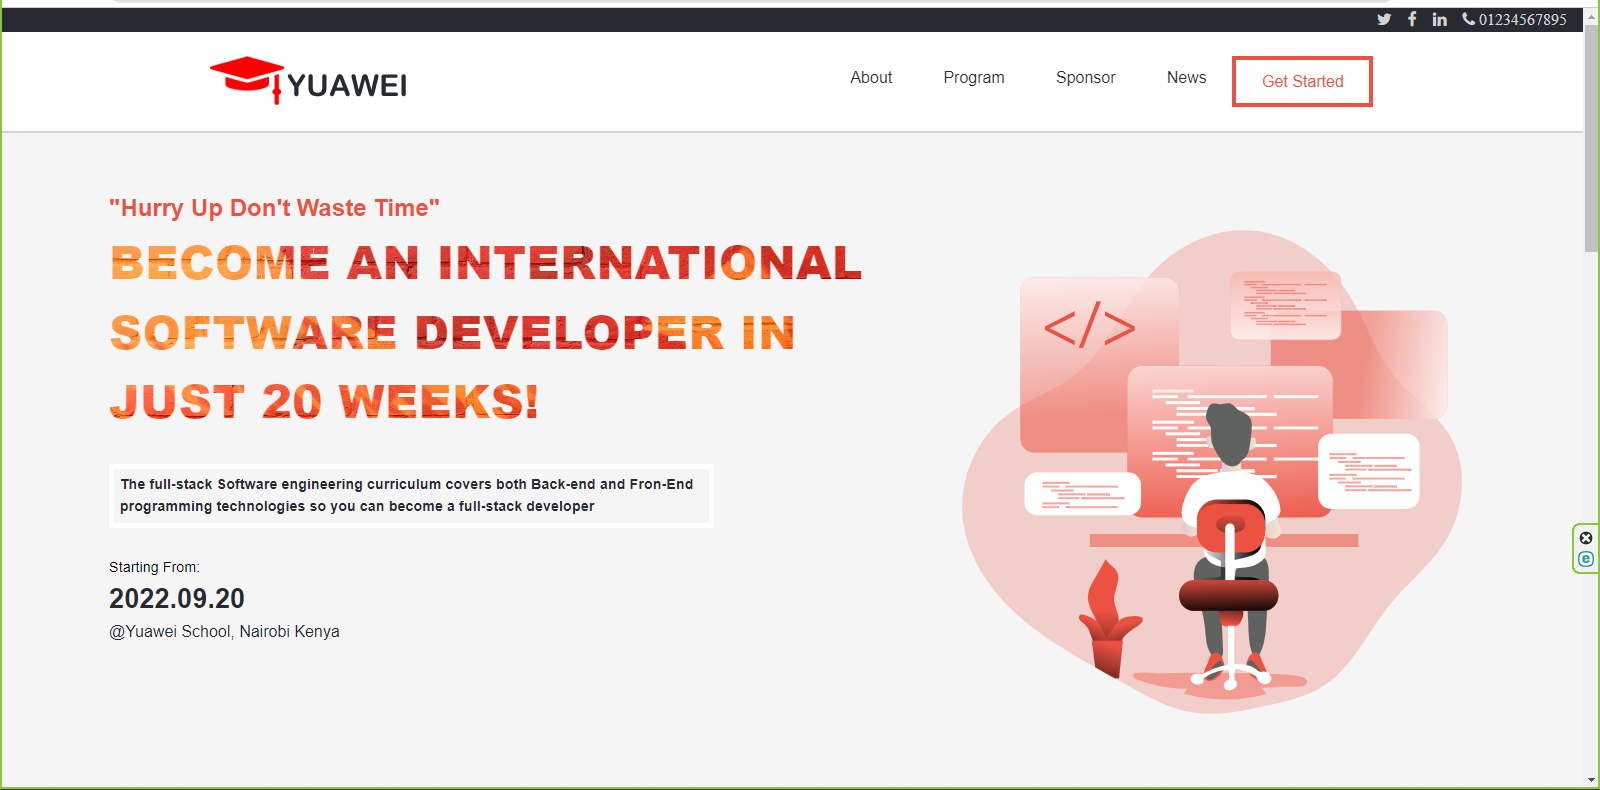 01234567895
YUAWEI
About Program Sponsor News Get Started
"Hurry Up Don't Waste Time"
BECOME AN INTERNATIONAL
SOFTWARE DEVELOPER IN
JUST 20 WEEKS!
</>
The full-stack Software engineering curriculum covers both Back-end and Fron-End
programming technologies so you can become a full-stack developer
Starting From:
2022.09.20
@Yuawei School, Nairobi Kenya